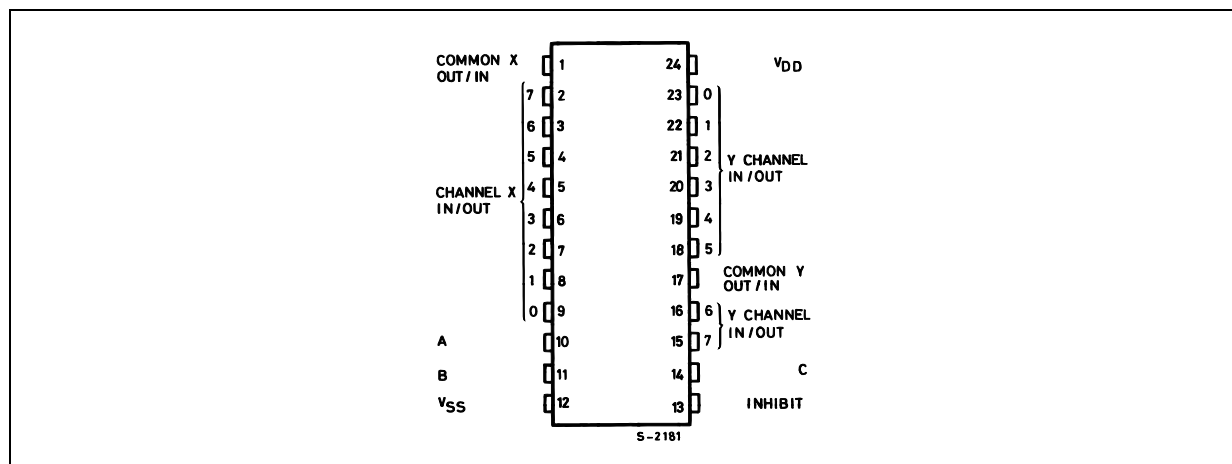 COMMON X 1 24 VDD
OUT/IN
7 2 23 0
6 3 22 1
5 4 21 2 Y CHANNEL
IN/OUT
CHANNEL X 4 5 20 3
IN/OUT
3 6 19 4
2 7 18 5
1 8 17 COMMON Y
OUT/IN
0 9 16 6 Y CHANNEL
IN/OUT
A 10 15 7
B 11 14 C
VSS 12 13 INHIBIT
S-2181